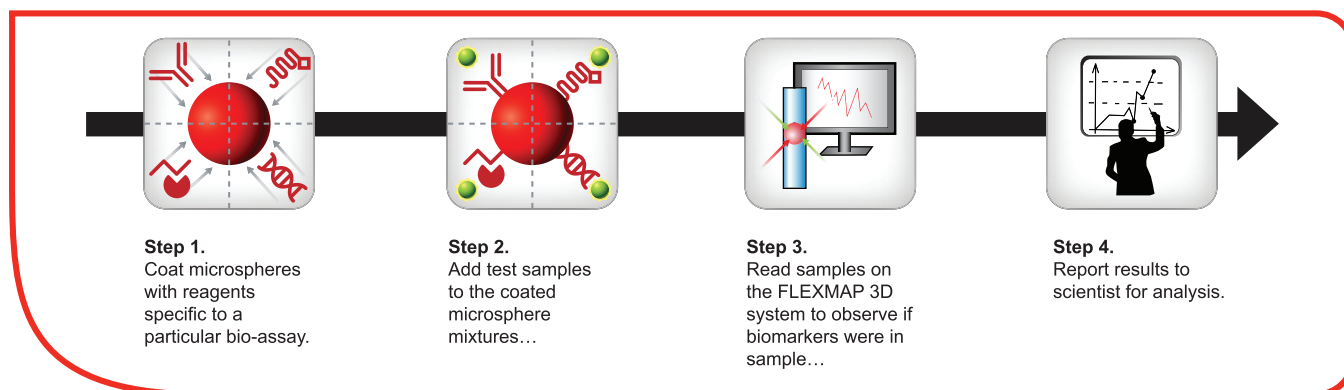 Step 1.
Coat microspheres
with reagents
specific to a
particular bio-assay.
Step 2.
Add test samples
to the coated
microsphere
mixtures…
Step 3.
Read samples on
the FLEXMAP 3D
system to observe if
biomarkers were in
sample…
Step 4.
Report results to
scientist for analysis.